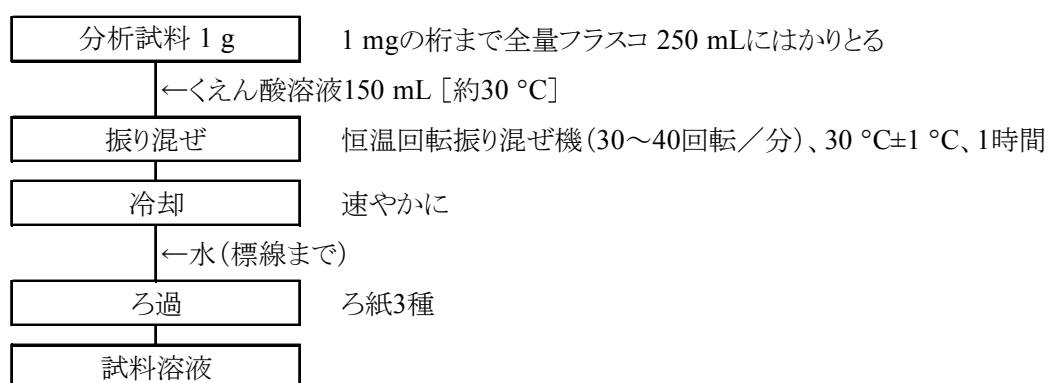 分析試料 1 g 1 mgの桁まで全量フラスコ 250 mLにはかりとる
←くえん酸溶液150 mL [約30 °C]
振り混ぜ 恒温回転振り混ぜ機(30～40回転／分)、30 °C±1 °C、1時間
冷却 速やかに
←水(標線まで)
ろ過 ろ紙3種
試料溶液